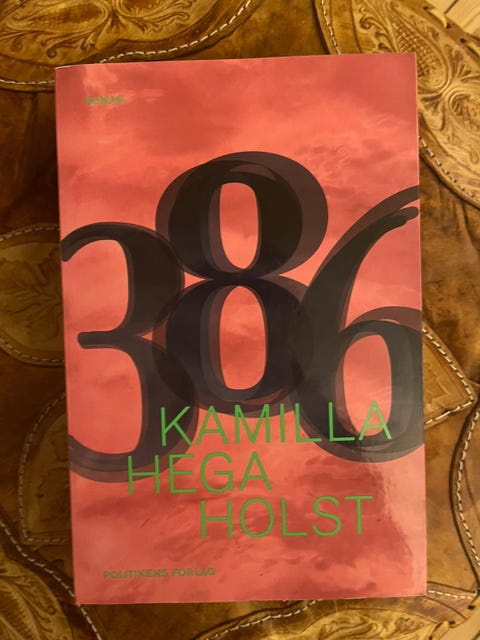 ROMAN
386
KAMILLA
HEGA
HOLST
POLITIKENS FORLAG